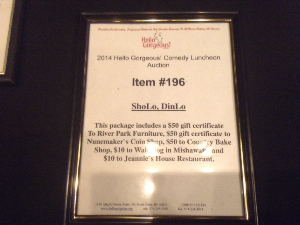 Hello
Gorgeous!
2014 Hello Gorgeous' Comedy Luncheon
Auction
Item #196
ShoLo, DinLo
This package includes a $50 gift certificate
To River Park Furniture, $50 gift certificate to
Nunemaker's Coin Shop, $50 to Country Bake
Shop, $10 to in Mishawaka and
$10 to Jeannie's House Restaurant.